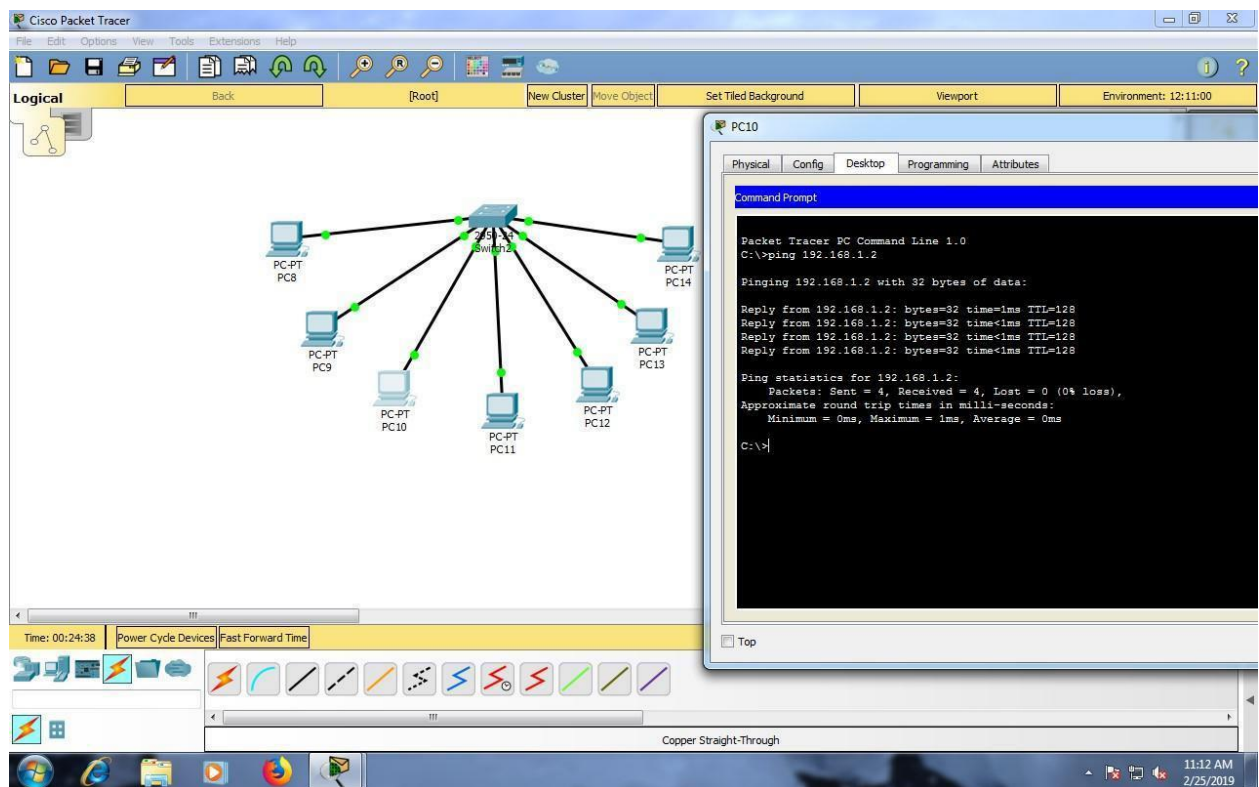 Cisco Packet Tracer
File Edit Options View Tools Extensions Help
Logical Back [Root] New Cluster Move Object Set Tiled Background Viewport Environment: 12:11:00
PC10
Physical Config Desktop Programming Attributes
Command Prompt
Packet Tracer PC Command Line 1.0
C:\>ping 192.168.1.2
Pinging 192.168.1.2 with 32 bytes of data:
Reply from 192.168.1.2: bytes=32 time=1ms TTL=128
Reply from 192.168.1.2: bytes=32 time<1ms TTL=128
Reply from 192.168.1.2: bytes=32 time<1ms TTL=128
Reply from 192.168.1.2: bytes=32 time<1ms TTL=128
Ping statistics for 192.168.1.2:
Packets: Sent = 4, Received = 4, Lost = 0 (0% loss),
Approximate round trip times in milli-seconds:
Minimum = 0ms, Maximum = 1ms, Average = 0ms
C:\>
Top
2950-24
Switch2
PC-PT
PC8
PC-PT
PC14
PC-PT
PC9
PC-PT
PC13
PC-PT
PC10
PC-PT
PC12
PC-PT
PC11
Time: 00:24:38 Power Cycle Devices Fast Forward Time
Copper Straight-Through
11:12 AM
2/25/2019